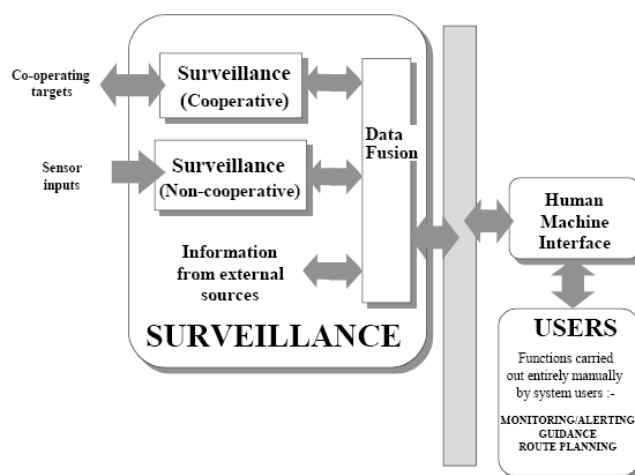 Co-operating
targets
Surveillance
(Cooperative)
Sensor
inputs
Surveillance
(Non-cooperative)
Information
from external
sources
Data
Fusion
SURVEILLANCE
Human
Machine
Interface
USERS
Functions carried
out entirely manually
by system users :-
MONITORING/ALERTING
GUIDANCE
ROUTE PLANNING